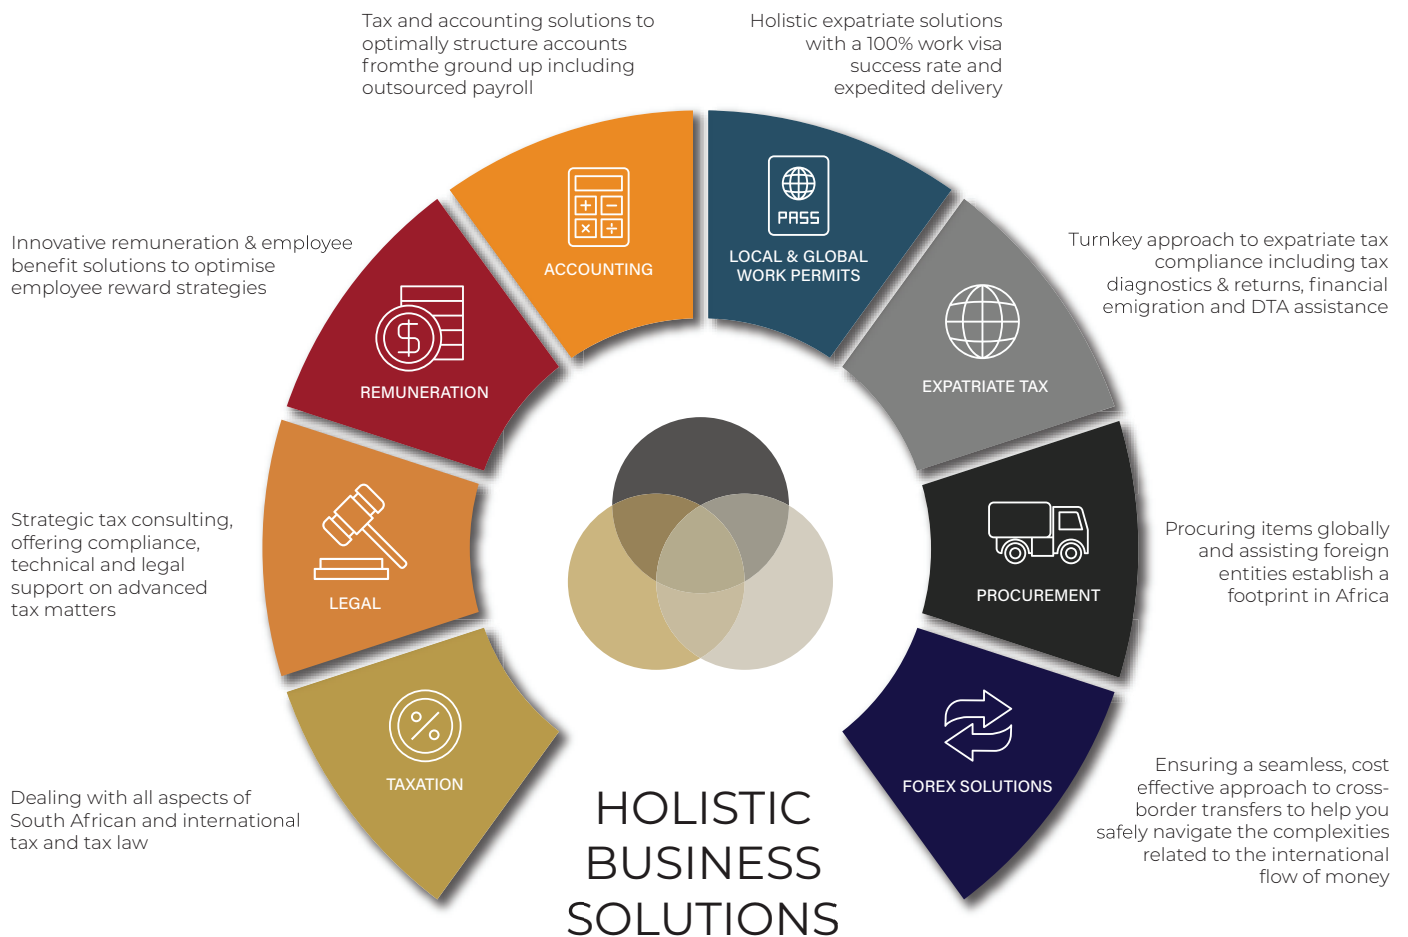 Tax and accounting solutions to
optimally structure accounts
fromthe ground up including
outsourced payroll
Holistic expatriate solutions
with a 100% work visa
success rate and
expedited delivery
Innovative remuneration & employee
benefit solutions to optimise
employee reward strategies
Turnkey approach to expatriate tax
compliance including tax
diagnostics & returns, financial
emigration and DTA assistance
Strategic tax consulting,
offering compliance,
technical and legal
support on advanced
tax matters
Procuring items globally
and assisting foreign
entities establish a
footprint in Africa
Dealing with all aspects of
South African and international
tax and tax law
Ensuring a seamless, cost
effective approach to cross-
border transfers to help you
safely navigate the complexities
related to the international
flow of money
TAXATION
LEGAL
REMUNERATION
ACCOUNTING
PASS
LOCAL & GLOBAL
WORK PERMITS
EXPATRIATE TAX
PROCUREMENT
FOREX SOLUTIONS
HOLISTIC
BUSINESS
SOLUTIONS